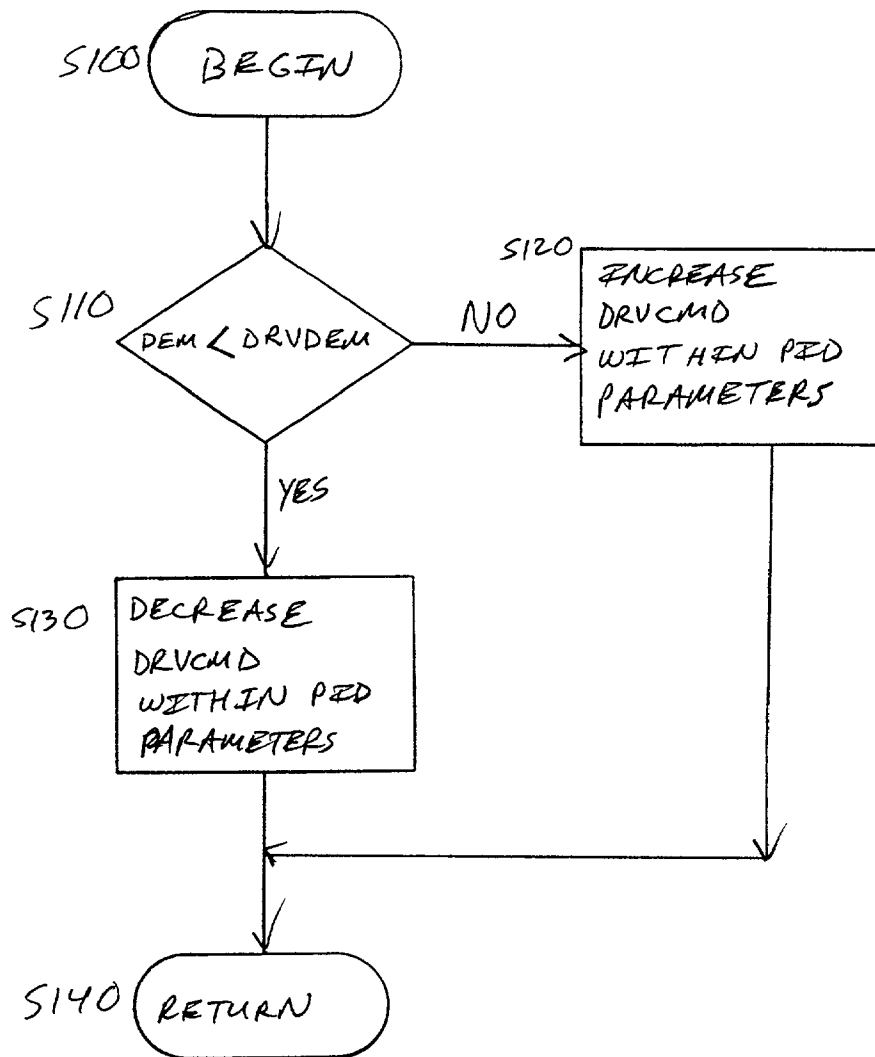 S100 BEGIN
S110
DEM < DRVDEM
NO
S120
INCREASE
DRVCMD
WITHIN PID
PARAMETERS
YES
S130
DECREASE
DRVCMD
WITHIN PID
PARAMETERS
S140 RETURN